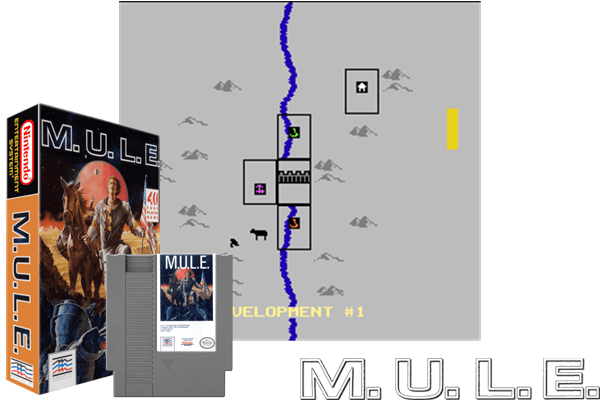 M.U.L.E.
Nintendo
ENTERTAINMENT
SYSTEM
M.U.L.E.
M.U.L.E.
VELOPMENT #1
M.U.L.E.